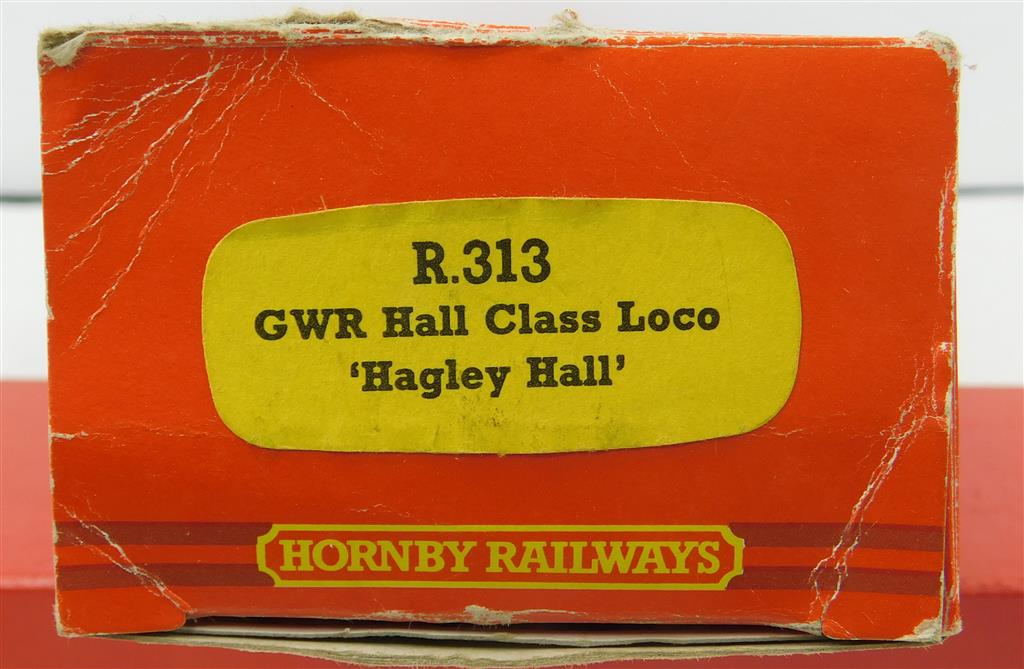 R.313
GWR Hall Class Loco
‘Hagley Hall’
HORNBY RAILWAYS